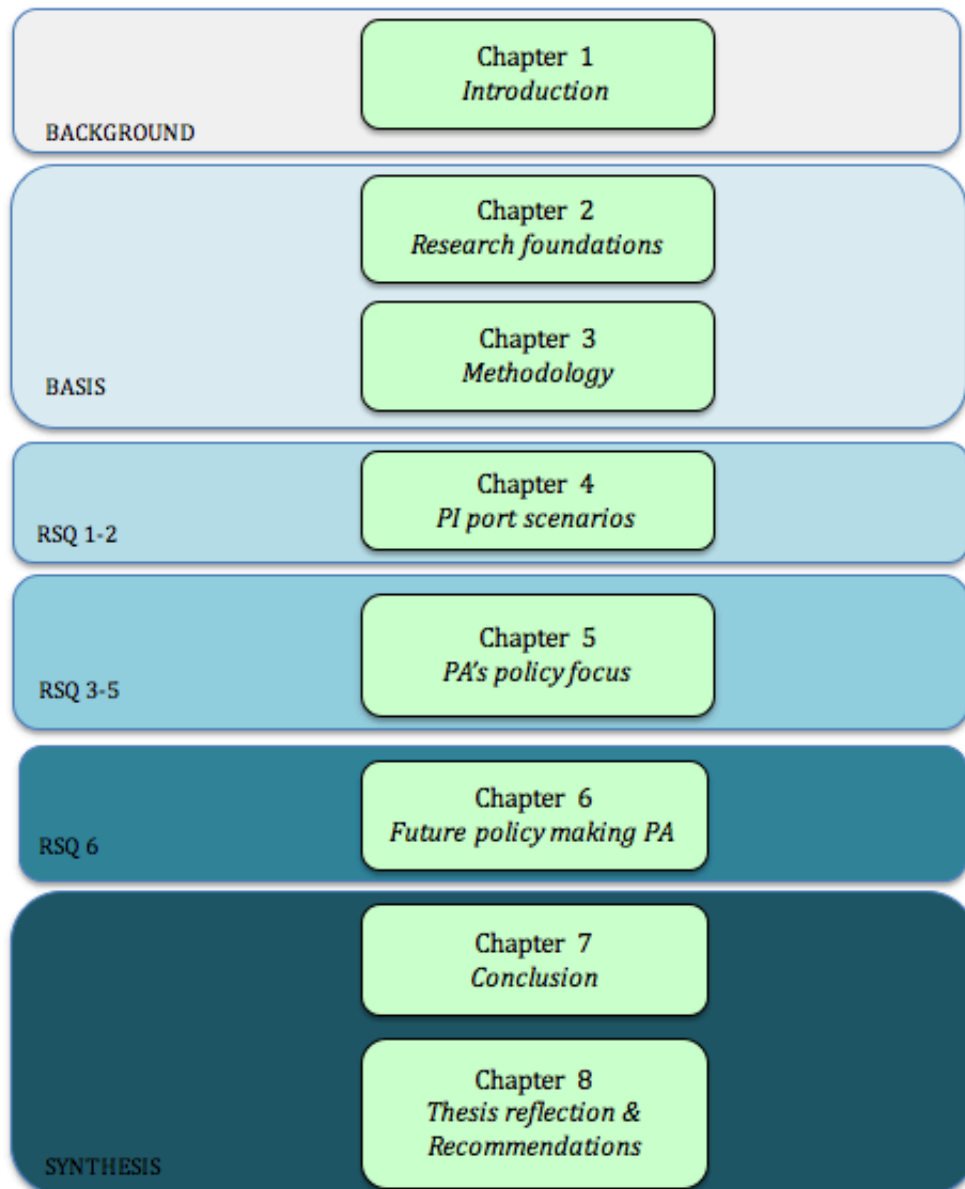 Chapter 1
Introduction
BACKGROUND
Chapter 2
Research foundations
Chapter 3
Methodology
BASIS
Chapter 4
PI port scenarios
RSQ 1-2
Chapter 5
PA's policy focus
RSQ 3-5
Chapter 6
Future policy making PA
RSQ 6
Chapter 7
Conclusion
Chapter 8
Thesis reflection &
Recommendations
SYNTHESIS